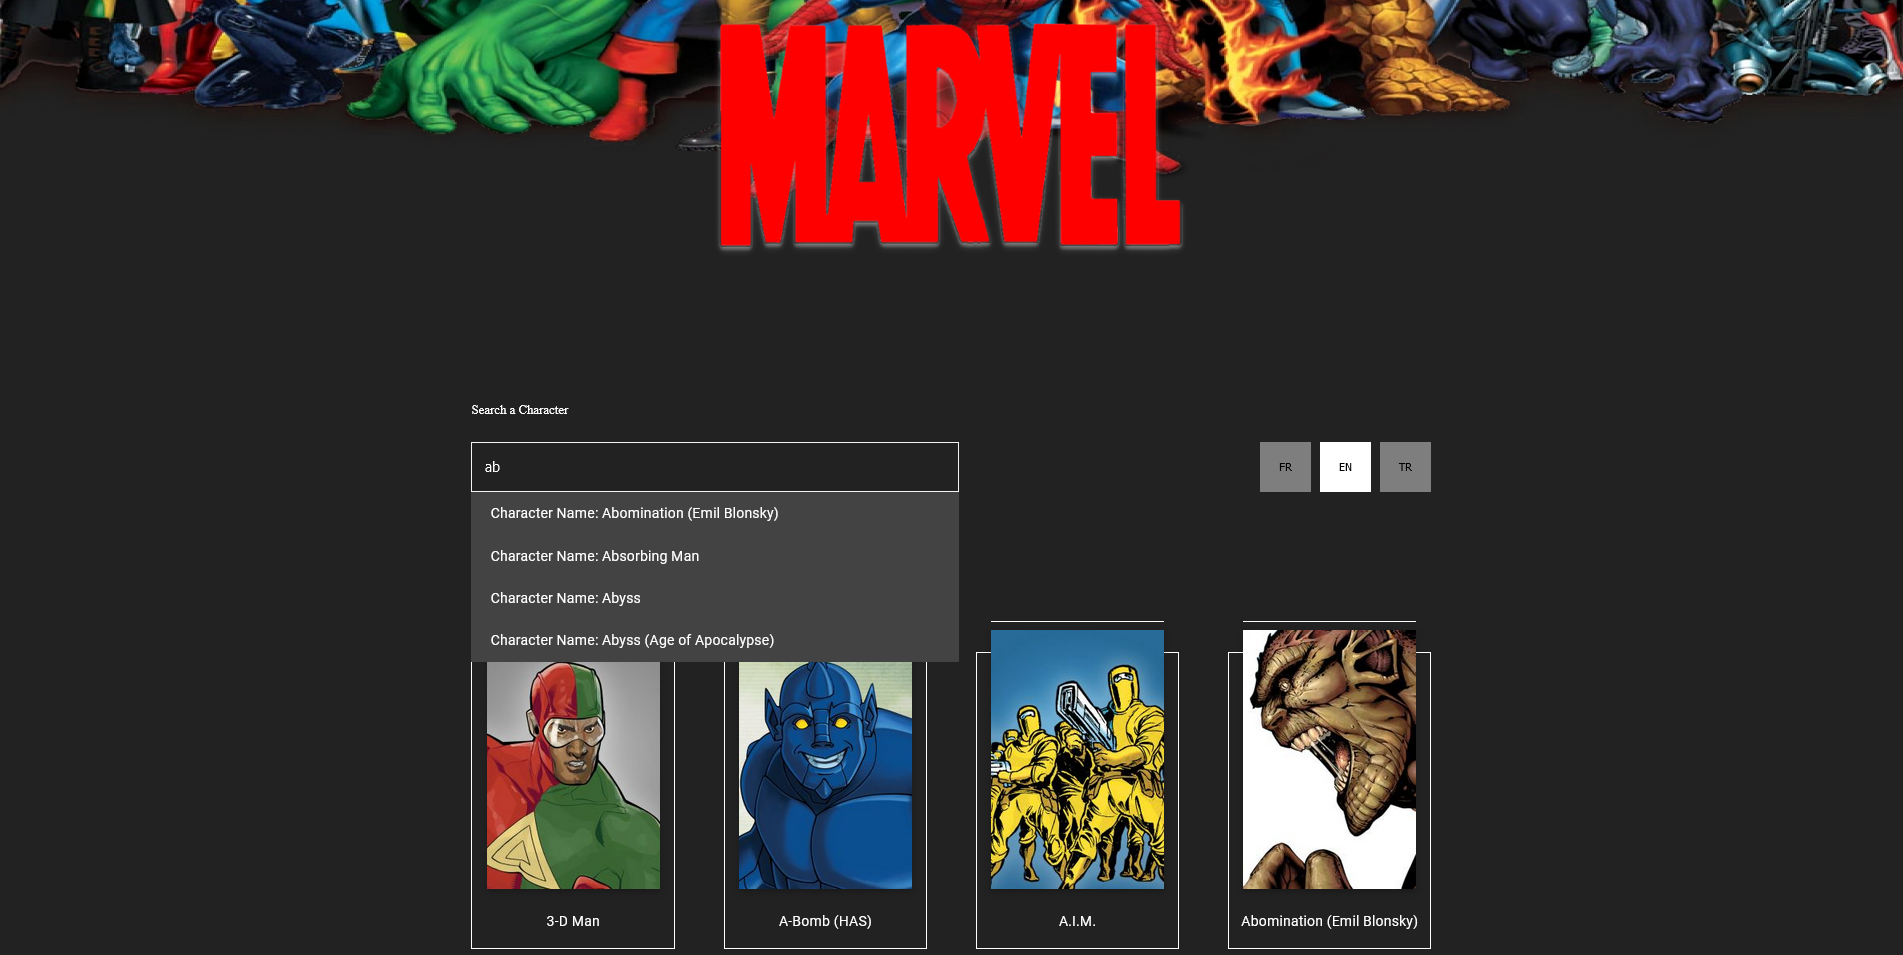 MARVEL
Search a Character
ab
FR EN TR
Character Name: Abomination (Emil Blonsky)
Character Name: Absorbing Man
Character Name: Abyss
Character Name: Abyss (Age of Apocalypse)
3-D Man
A-Bomb (HAS)
A.I.M.
Abomination (Emil Blonsky)